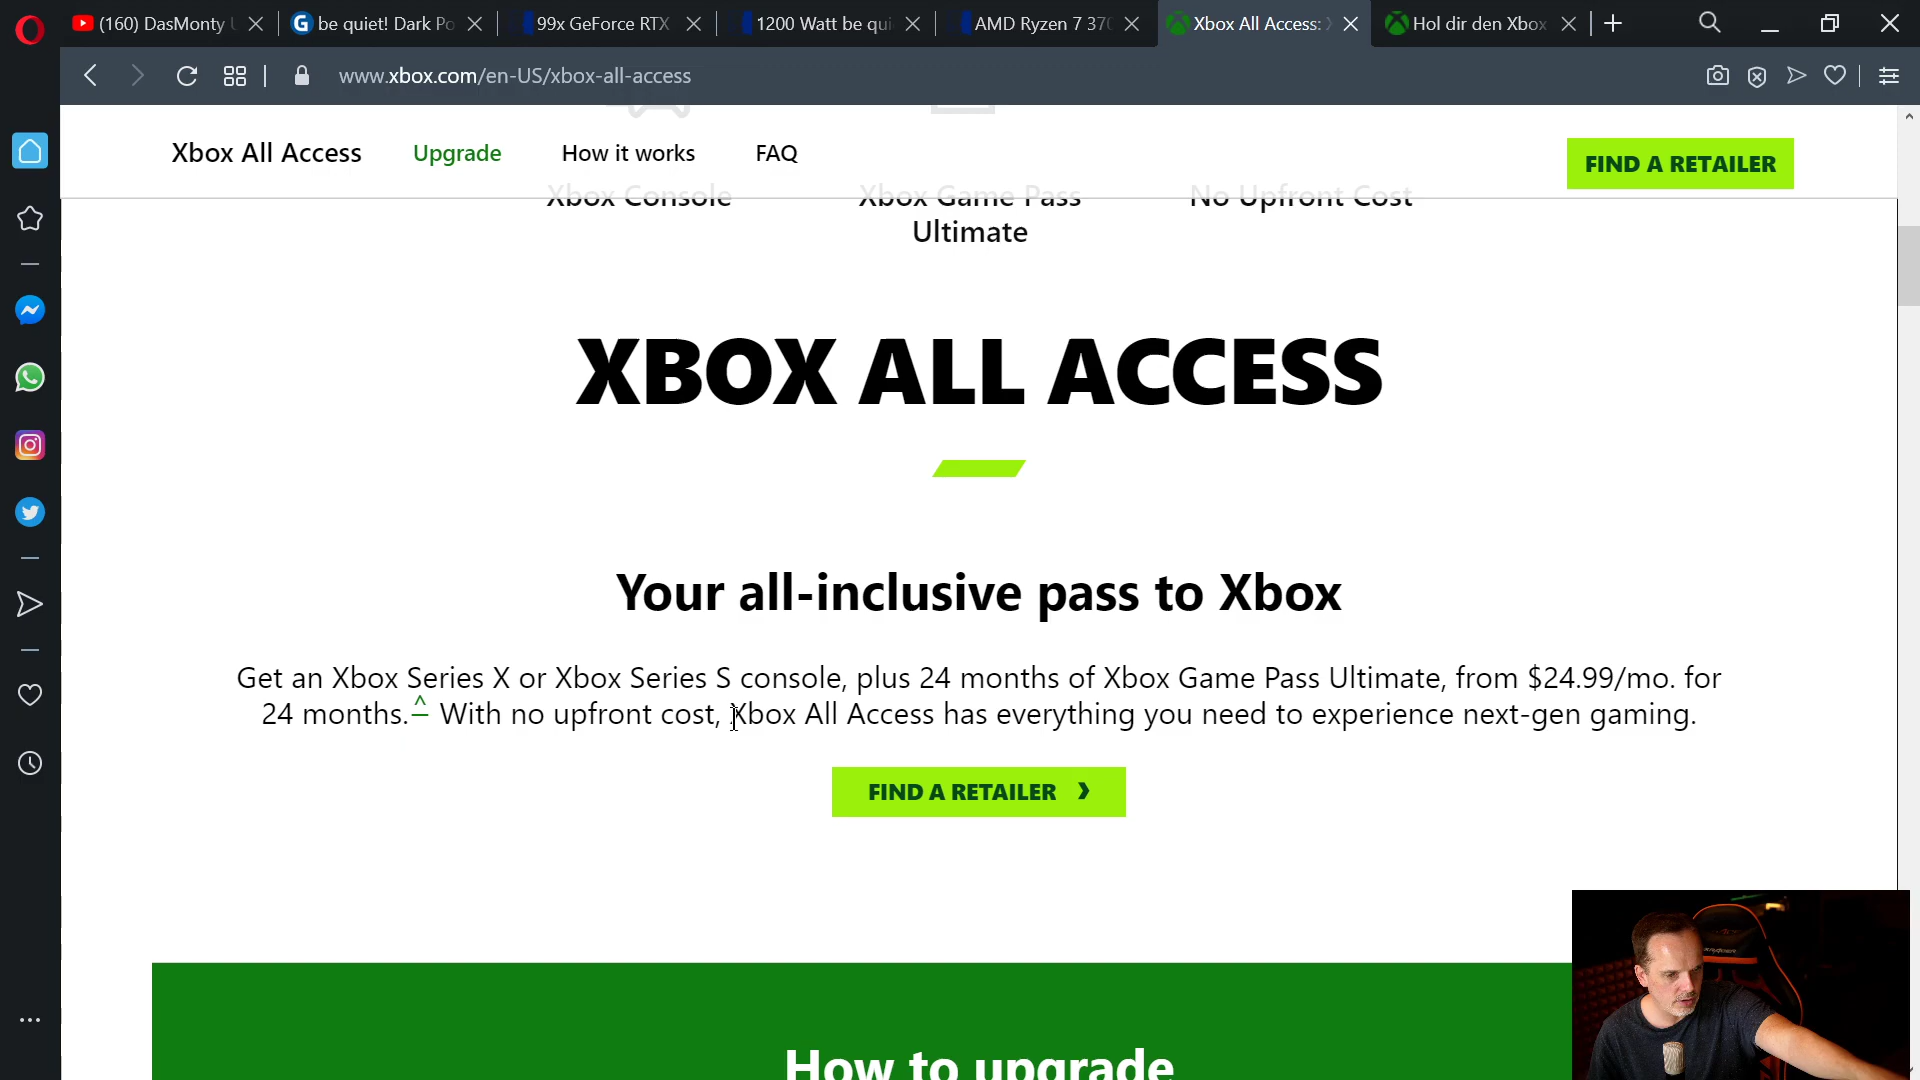 (160) DasMonty
be quiet! Dark Po
99x GeForce RTX
1200 Watt be qui
AMD Ryzen 7 370
Xbox All Access:
Hol dir den Xbox
www.xbox.com/en-US/xbox-all-access
Xbox All Access
Upgrade
How it works
FAQ
FIND A RETAILER
Xbox Console
Xbox Game Pass
Ultimate
No Upfront Cost
XBOX ALL ACCESS
Your all-inclusive pass to Xbox
Get an Xbox Series X or Xbox Series S console, plus 24 months of Xbox Game Pass Ultimate, from $24.99/mo. for
24 months.^ With no upfront cost, Xbox All Access has everything you need to experience next-gen gaming.
FIND A RETAILER
How to upgrade